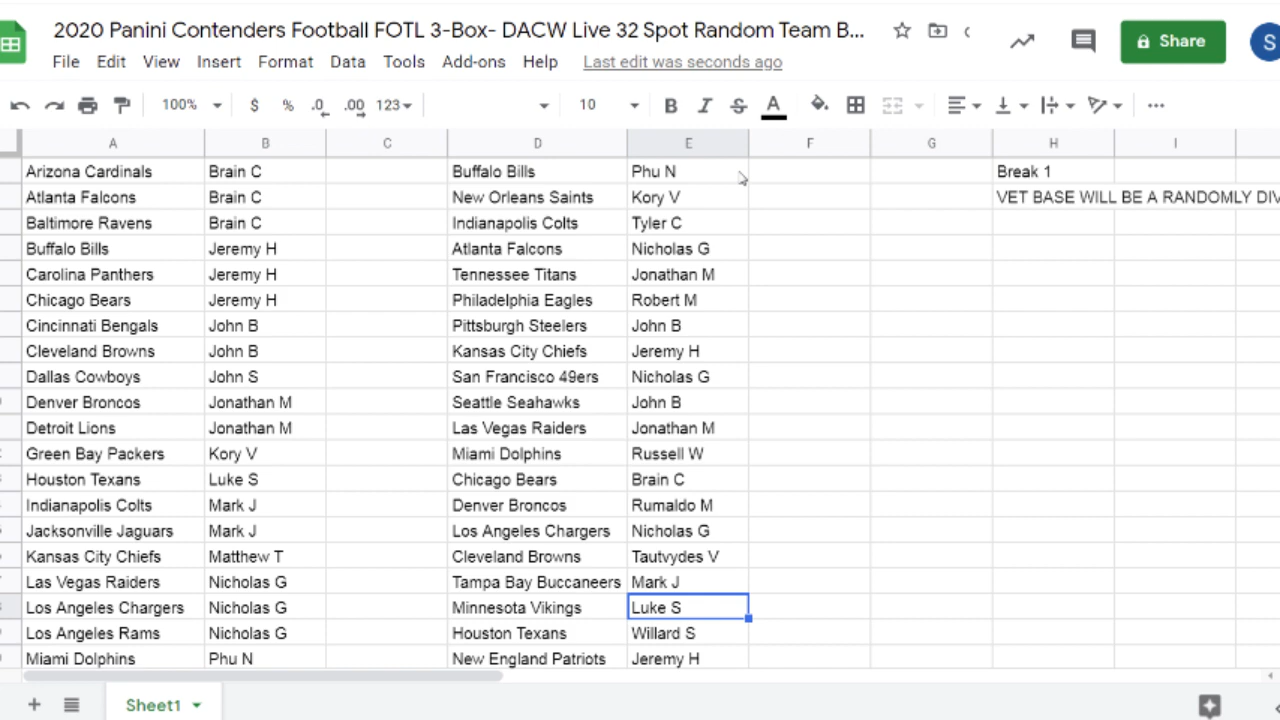 2020 Panini Contenders Football FOTL 3-Box- DACW Live 32 Spot Random Team B...
File Edit View Insert Format Data Tools Add-ons Help Last edit was seconds ago
Share
S
100% $ % .0 .00 123 10 B I S A
A B C D E F G H I
Arizona Cardinals Brain C Buffalo Bills Phu N Break 1
Atlanta Falcons Brain C New Orleans Saints Kory V VET BASE WILL BE A RANDOMLY DIV
Baltimore Ravens Brain C Indianapolis Colts Tyler C
Buffalo Bills Jeremy H Atlanta Falcons Nicholas G
Carolina Panthers Jeremy H Tennessee Titans Jonathan M
Chicago Bears Jeremy H Philadelphia Eagles Robert M
Cincinnati Bengals John B Pittsburgh Steelers John B
Cleveland Browns John B Kansas City Chiefs Jeremy H
Dallas Cowboys John S San Francisco 49ers Nicholas G
Denver Broncos Jonathan M Seattle Seahawks John B
Detroit Lions Jonathan M Las Vegas Raiders Jonathan M
Green Bay Packers Kory V Miami Dolphins Russell W
Houston Texans Luke S Chicago Bears Brain C
Indianapolis Colts Mark J Denver Broncos Rumaldo M
Jacksonville Jaguars Mark J Los Angeles Chargers Nicholas G
Kansas City Chiefs Matthew T Cleveland Browns Tautvydes V
Las Vegas Raiders Nicholas G Tampa Bay Buccaneers Mark J
Los Angeles Chargers Nicholas G Minnesota Vikings Luke S
Los Angeles Rams Nicholas G Houston Texans Willard S
Miami Dolphins Phu N New England Patriots Jeremy H
Sheet1